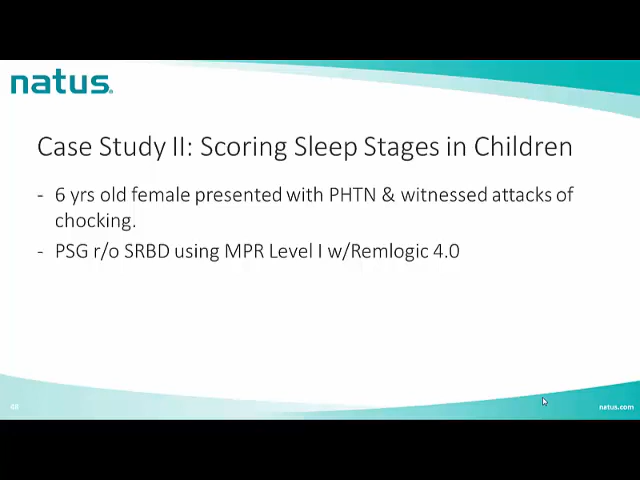 natus®
Case Study II: Scoring Sleep Stages in Children
- 6 yrs old female presented with PHTN & witnessed attacks of
chocking.
- PSG r/o SRBD using MPR Level I w/Remlogic 4.0
natus.com